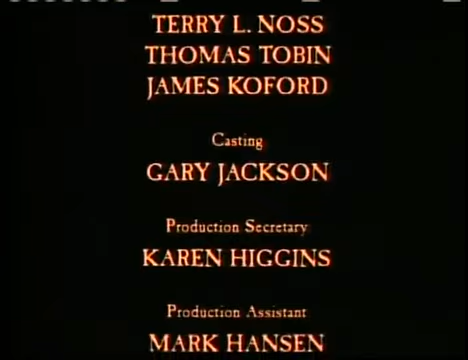 TERRY L. NOSS
THOMAS TOBIN
JAMES KOFORD
Casting
GARY JACKSON
Production Secretary
KAREN HIGGINS
Production Assistant
MARK HANSEN